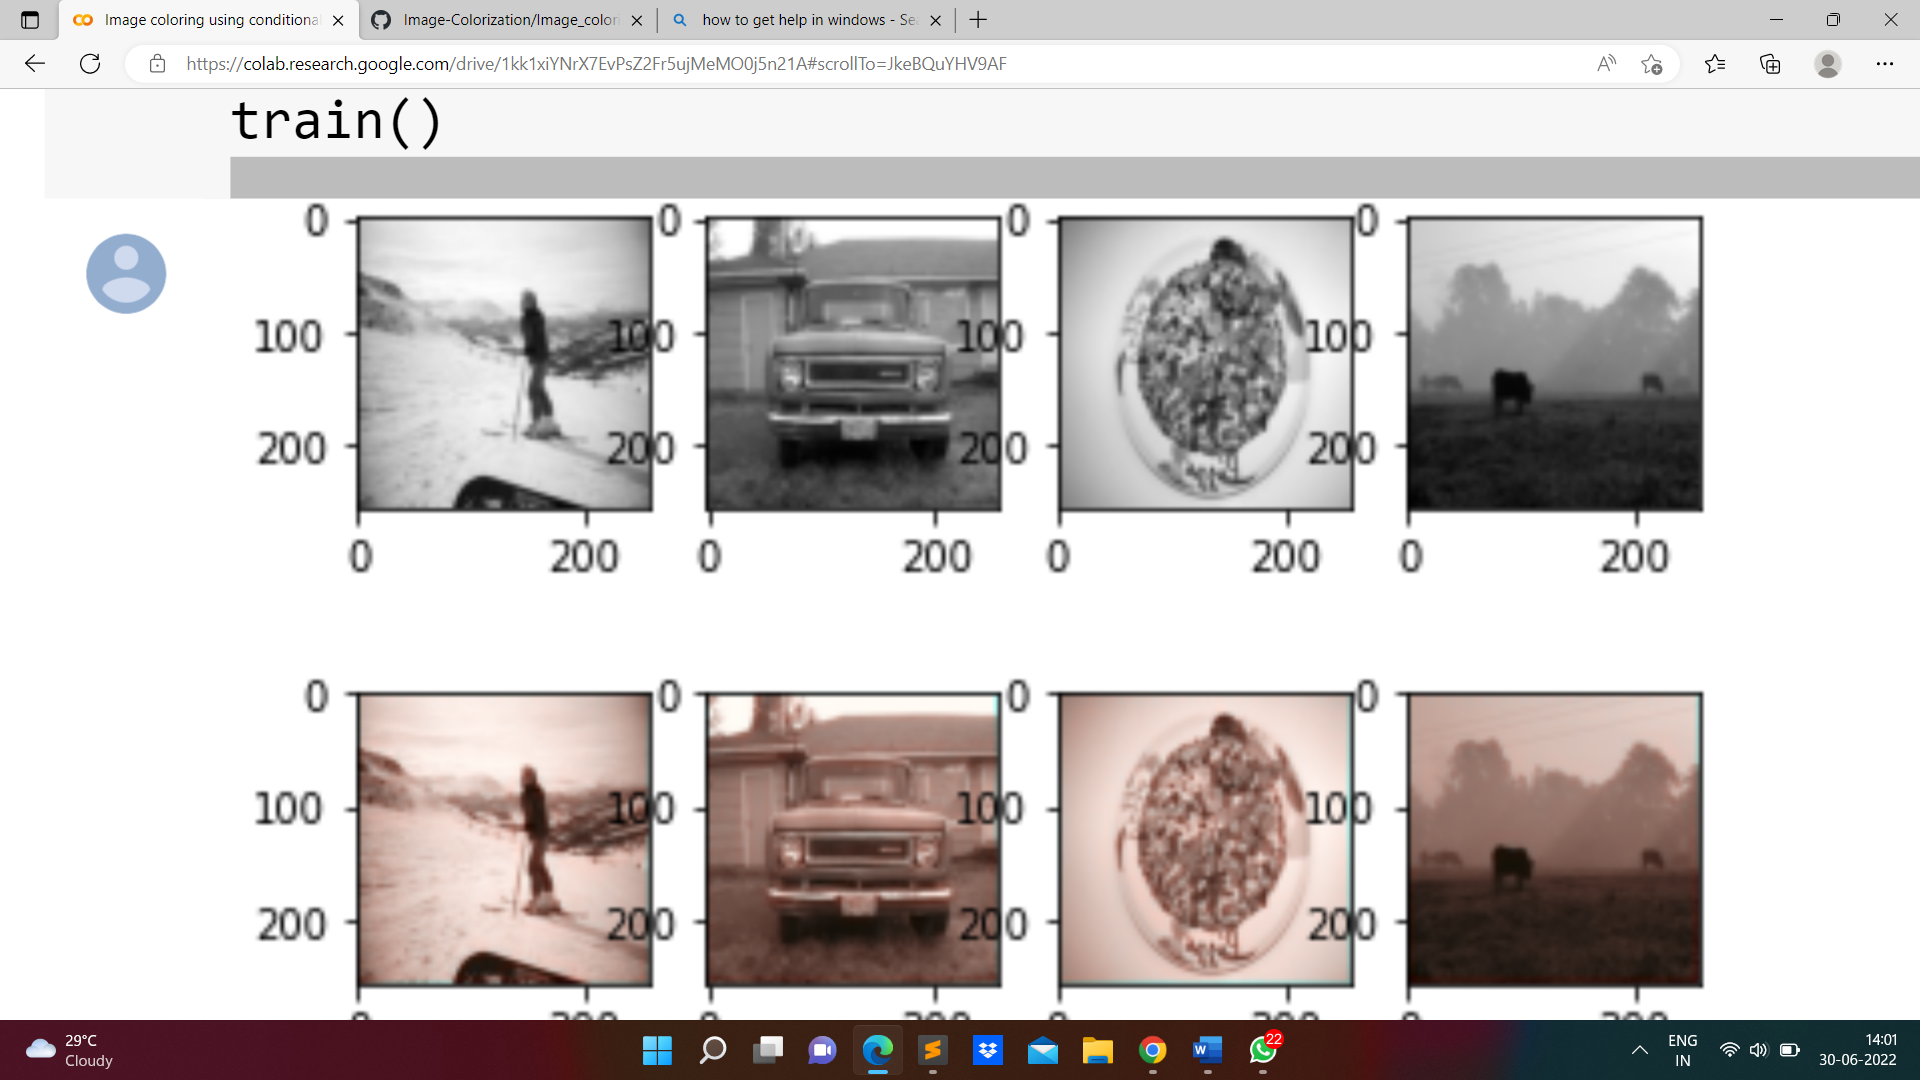 Image coloring using conditiona
Image-Colorization/Image_color
how to get help in windows - Se
https://colab.research.google.com/drive/1kk1xiYNrX7EvPsZ2Fr5ujMeMO0j5n21A#scrollTo=JkeBQuYHV9AF
train()
0 0 0 0
100 100 100 100
200 200 200 200
0 200 0 200 0 200 0 200
0 0 0 0
100 100 100 100
200 200 200 200
29°C
Cloudy
22
ENG
IN
14:01
30-06-2022